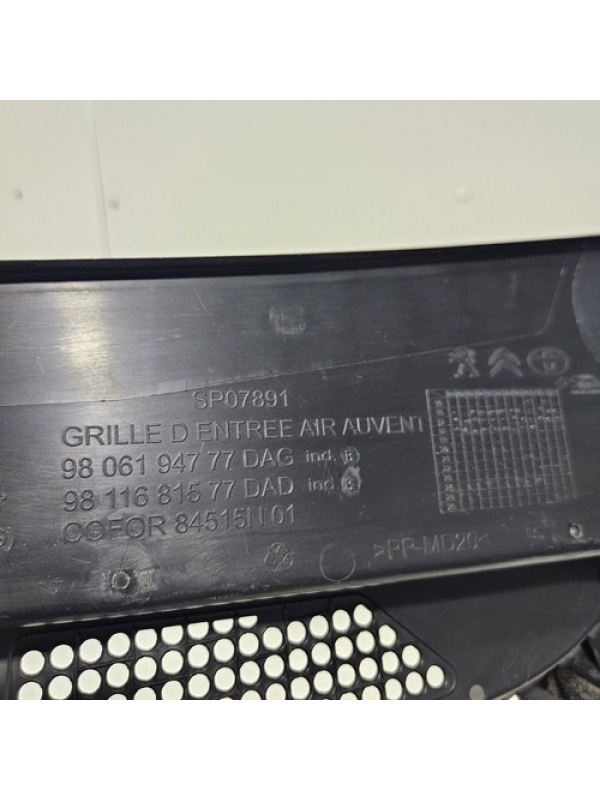 SP07891
GRILLE D ENTREE AIR AUVENT
98 061 947 77 DAG ind.
98 116 815 77 DAD ind.
COFOR 84515N 01
>PP-MD20<